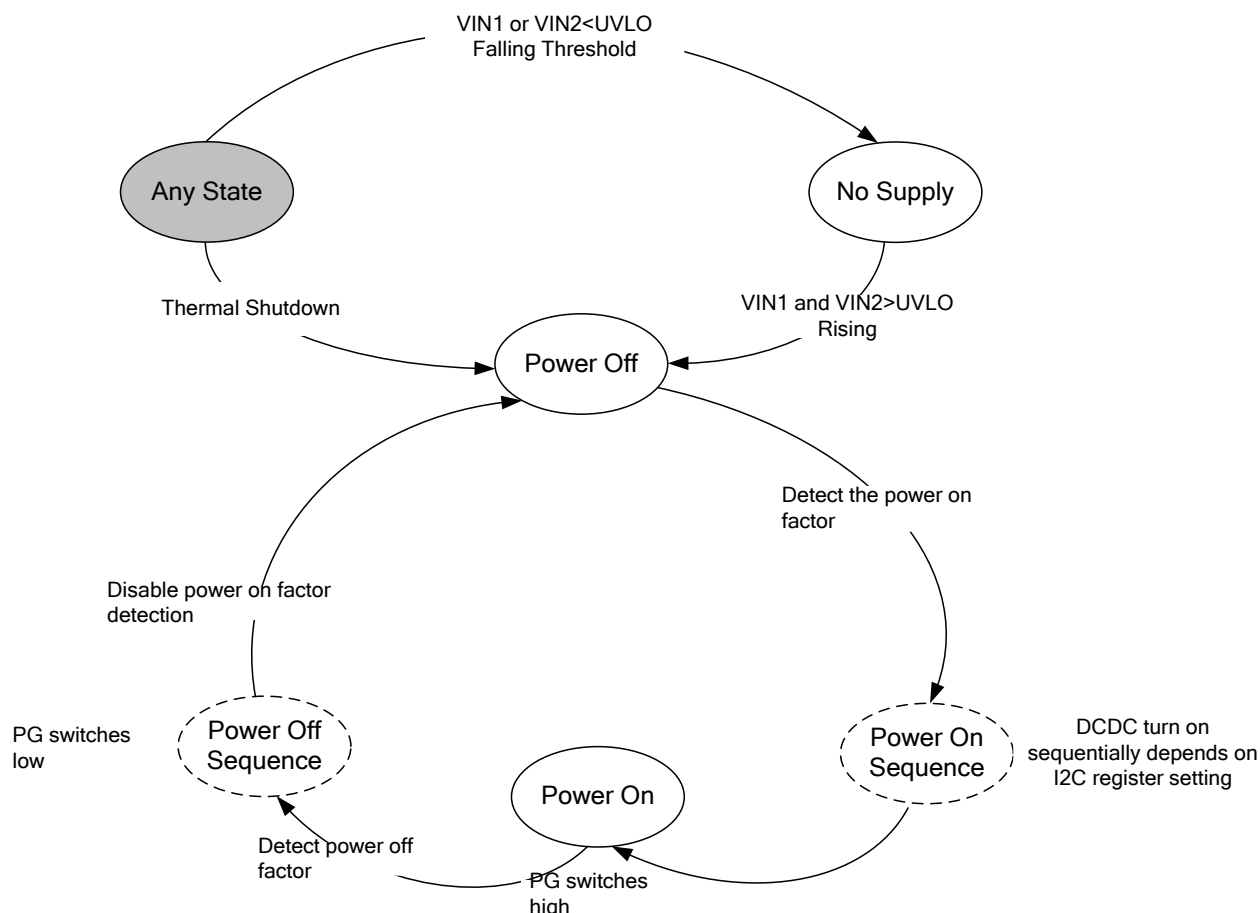 VIN1 or VIN2<UVLO
Falling Threshold
Any State
No Supply
Thermal Shutdown
VIN1 and VIN2>UVLO
Rising
Power Off
Detect the power on
factor
Disable power on factor
detection
PG switches
low
Power Off
Sequence
Power On
Power On
Sequence
DCDC turn on
sequentially depends on
I2C register setting
Detect power off
factor
PG switches
high